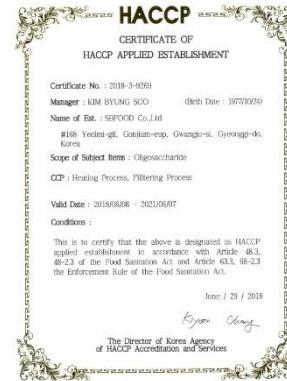 HACCP
CERTIFICATE OF
HACCP APPLIED ESTABLISHMENT
Certificate No. : 2018-3-9269
Manager : KIM BYUNG SOO (Birth Date : 1977/10/24)
Name of Est. : SBFOOD Co.,Ltd
#168 Yeolmi-gil, Gonjiam-eup, Gwangju-si, Gyeonggi-do,
Korea
Scope of Subject Items : Oligosaccharide
CCP : Heating Process, Filltering Process
Valid Date : 2018/06/08 - 2021/06/07
Conditions :
This is to certify that the above is designated as HACCP
applied establishment in accordance with Article 48.3,
48-2.3 of the Food Sanitation Act and Article 63.3, 68-2.3
the Enforcement Rule of the Food Sanitation Act.
June / 29 / 2018
Kiyoon Chang
The Director of Korea Agency
of HACCP Accreditation and Services